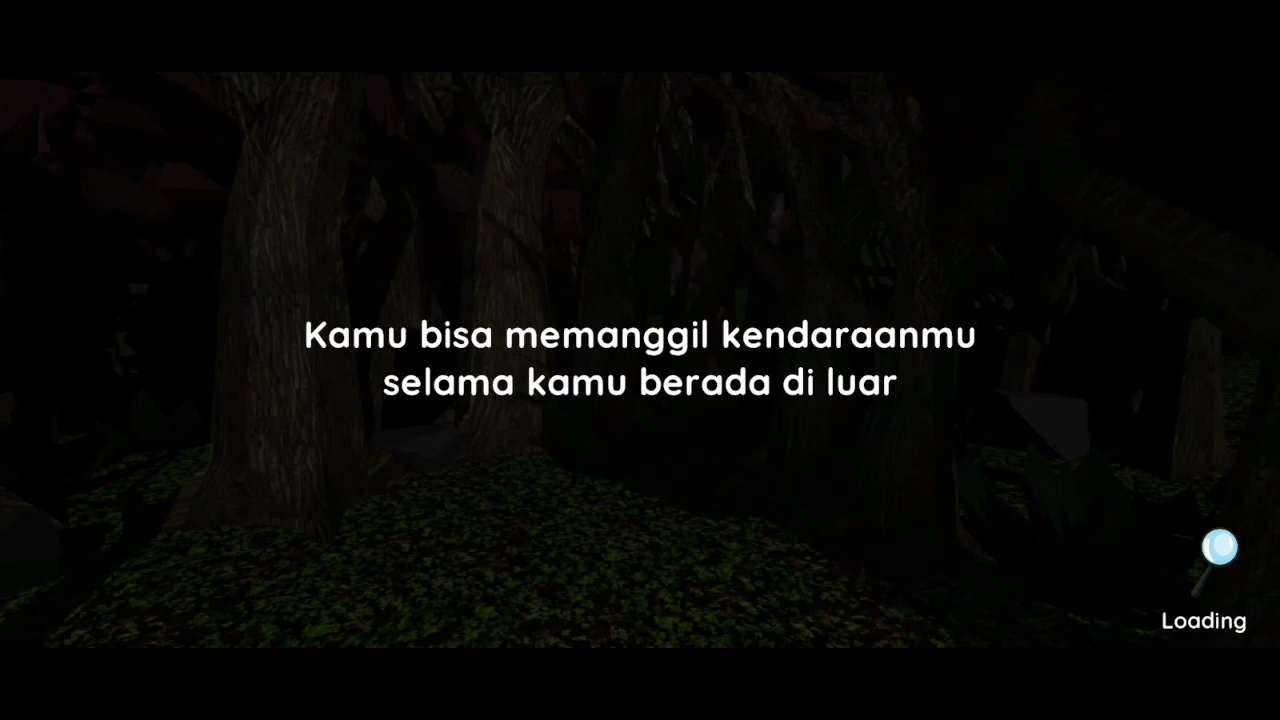 Kamu bisa memanggil kendaraanmu
selama kamu berada di luar
Loading